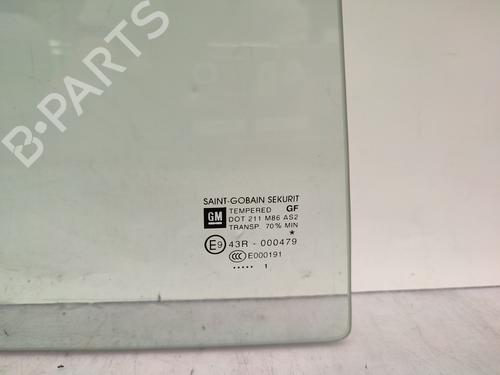 B-PARTS
SAINT-GOBAIN SEKURIT
GM TEMPERED GF
DOT 211 M86 AS2
TRANSP. 70% MIN
E9 43R - 000479
CCC E000191
..... 1